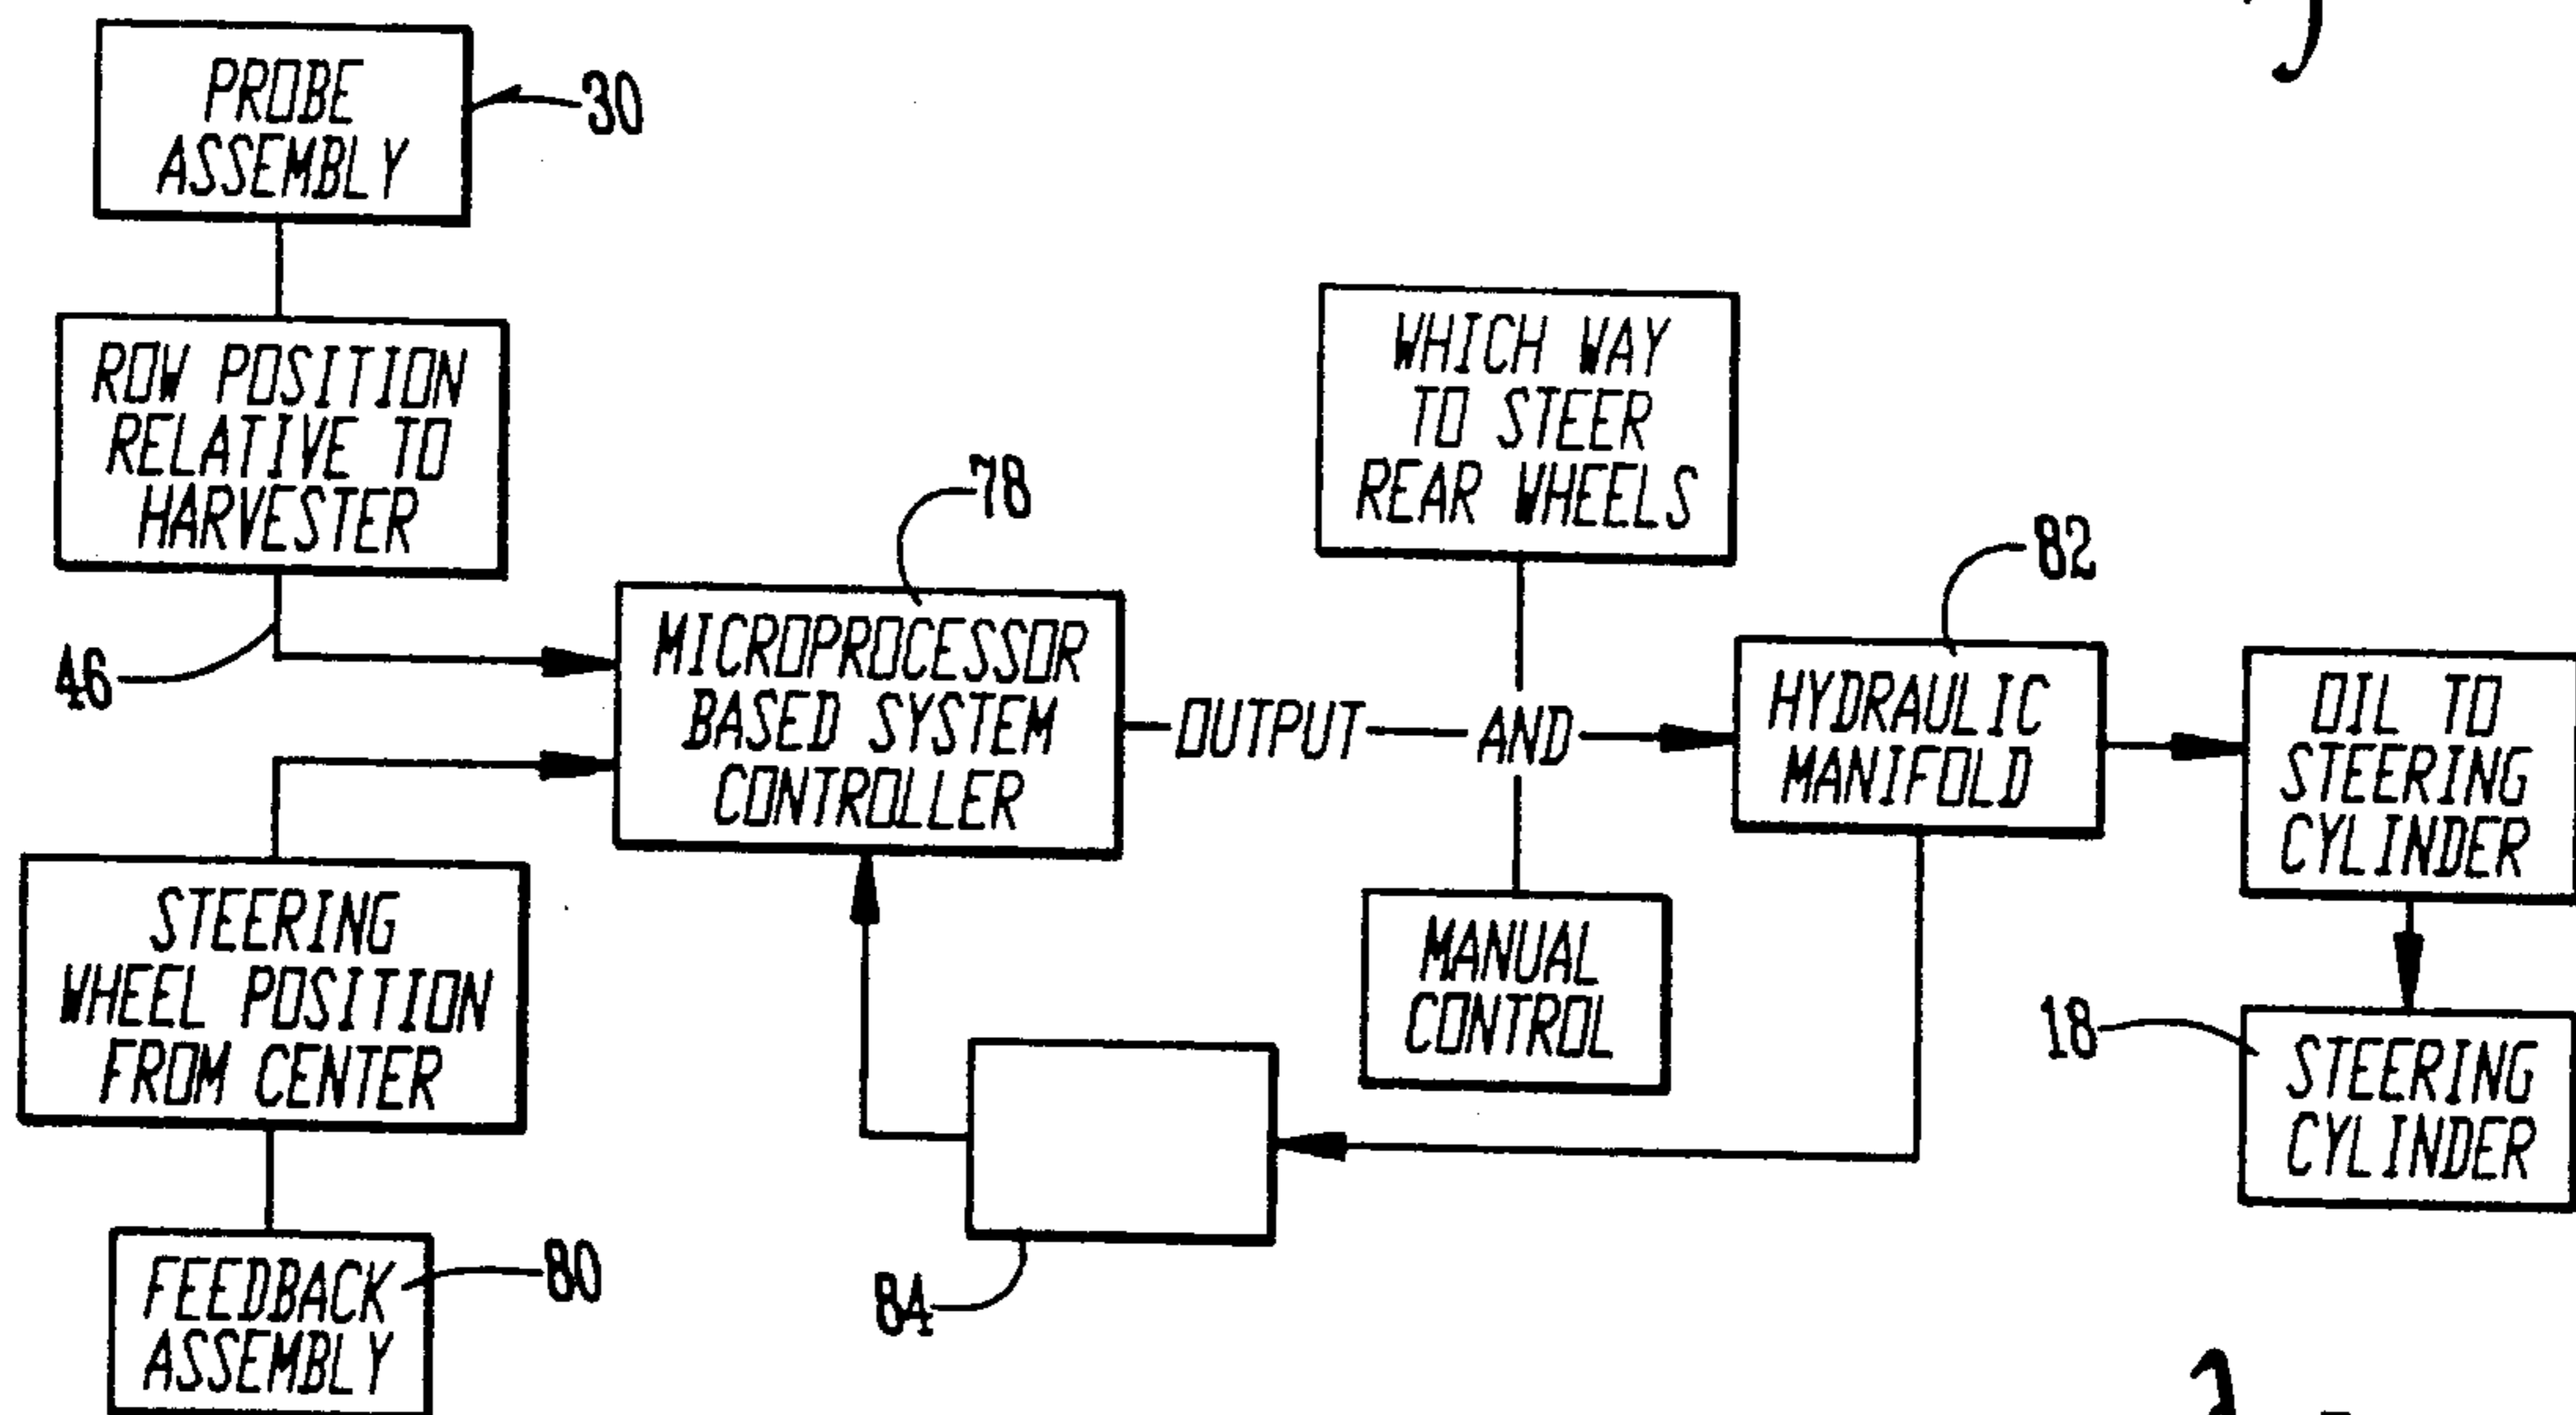 PROBE
ASSEMBLY
30
ROW POSITION
RELATIVE TO
HARVESTER
46
78
MICROPROCESSOR
BASED SYSTEM
CONTROLLER
OUTPUT
WHICH WAY
TO STEER
REAR WHEELS
AND
MANUAL
CONTROL
82
HYDRAULIC
MANIFOLD
OIL TO
STEERING
CYLINDER
18
STEERING
CYLINDER
STEERING
WHEEL POSITION
FROM CENTER
FEEDBACK
ASSEMBLY
80
84